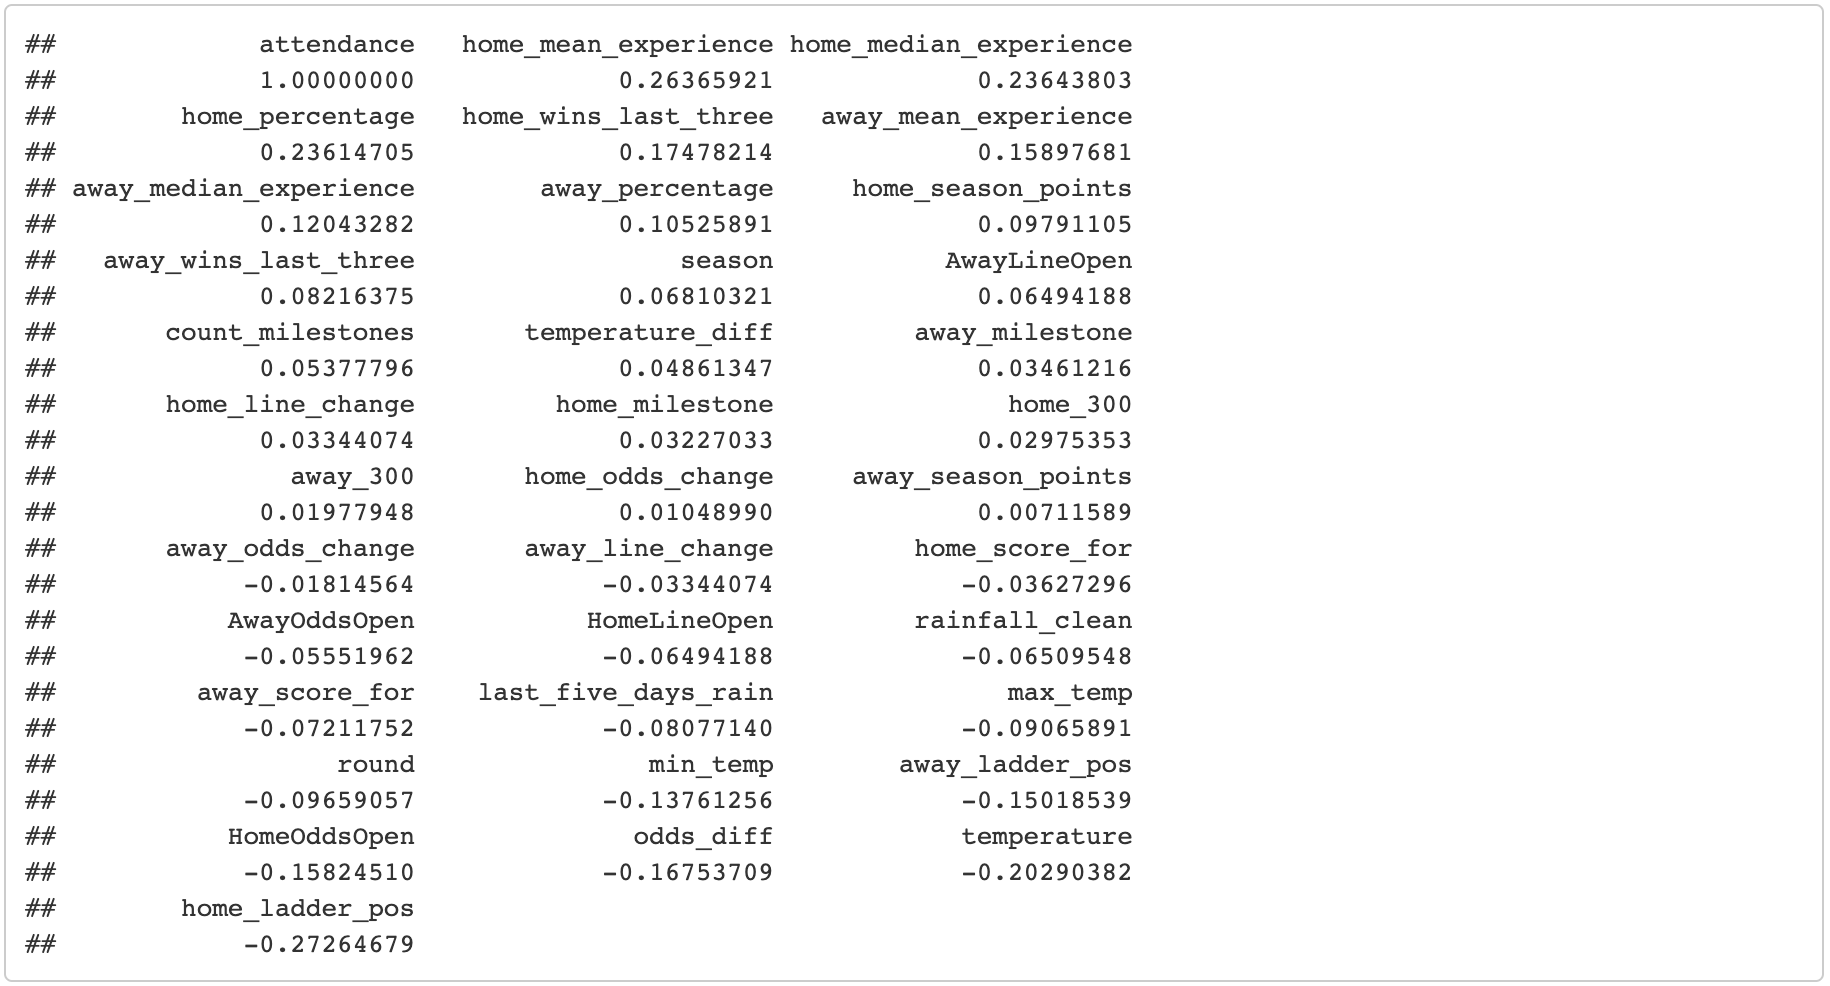 ##             attendance   home_mean_experience home_median_experience
##             1.00000000             0.26365921             0.23643803
##        home_percentage   home_wins_last_three   away_mean_experience
##             0.23614705             0.17478214             0.15897681
## away_median_experience        away_percentage     home_season_points
##             0.12043282             0.10525891             0.09791105
##   away_wins_last_three                 season           AwayLineOpen
##             0.08216375             0.06810321             0.06494188
##       count_milestones       temperature_diff         away_milestone
##             0.05377796             0.04861347             0.03461216
##       home_line_change         home_milestone               home_300
##             0.03344074             0.03227033             0.02975353
##               away_300       home_odds_change     away_season_points
##             0.01977948             0.01048990             0.00711589
##       away_odds_change       away_line_change         home_score_for
##            -0.01814564            -0.03344074            -0.03627296
##           AwayOddsOpen           HomeLineOpen         rainfall_clean
##            -0.05551962            -0.06494188            -0.06509548
##         away_score_for    last_five_days_rain               max_temp
##            -0.07211752            -0.08077140            -0.09065891
##                  round               min_temp        away_ladder_pos
##            -0.09659057            -0.13761256            -0.15018539
##           HomeOddsOpen              odds_diff            temperature
##            -0.15824510            -0.16753709            -0.20290382
##        home_ladder_pos
##            -0.27264679